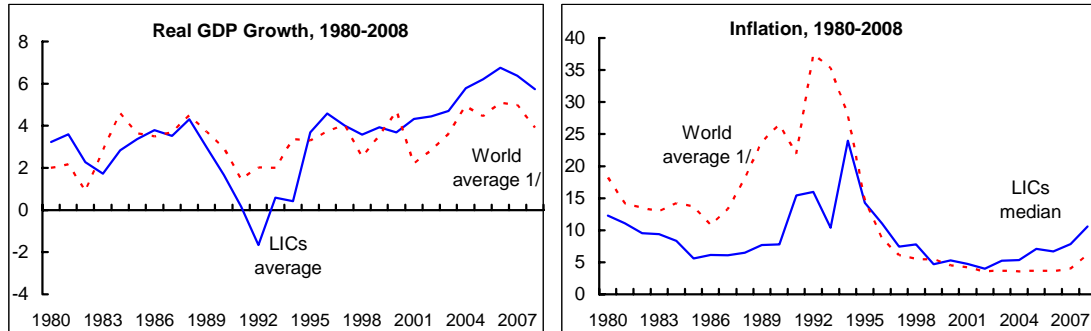 Real GDP Growth, 1980-2008
8
6
4
2
0
-2
-4
World
average 1/
LICs
average
1980 1983 1986 1989 1992 1995 1998 2001 2004 2007
Inflation, 1980-2008
40
35
30
25
20
15
10
5
0
World
average 1/
LICs
median
1980 1983 1986 1989 1992 1995 1998 2001 2004 2007